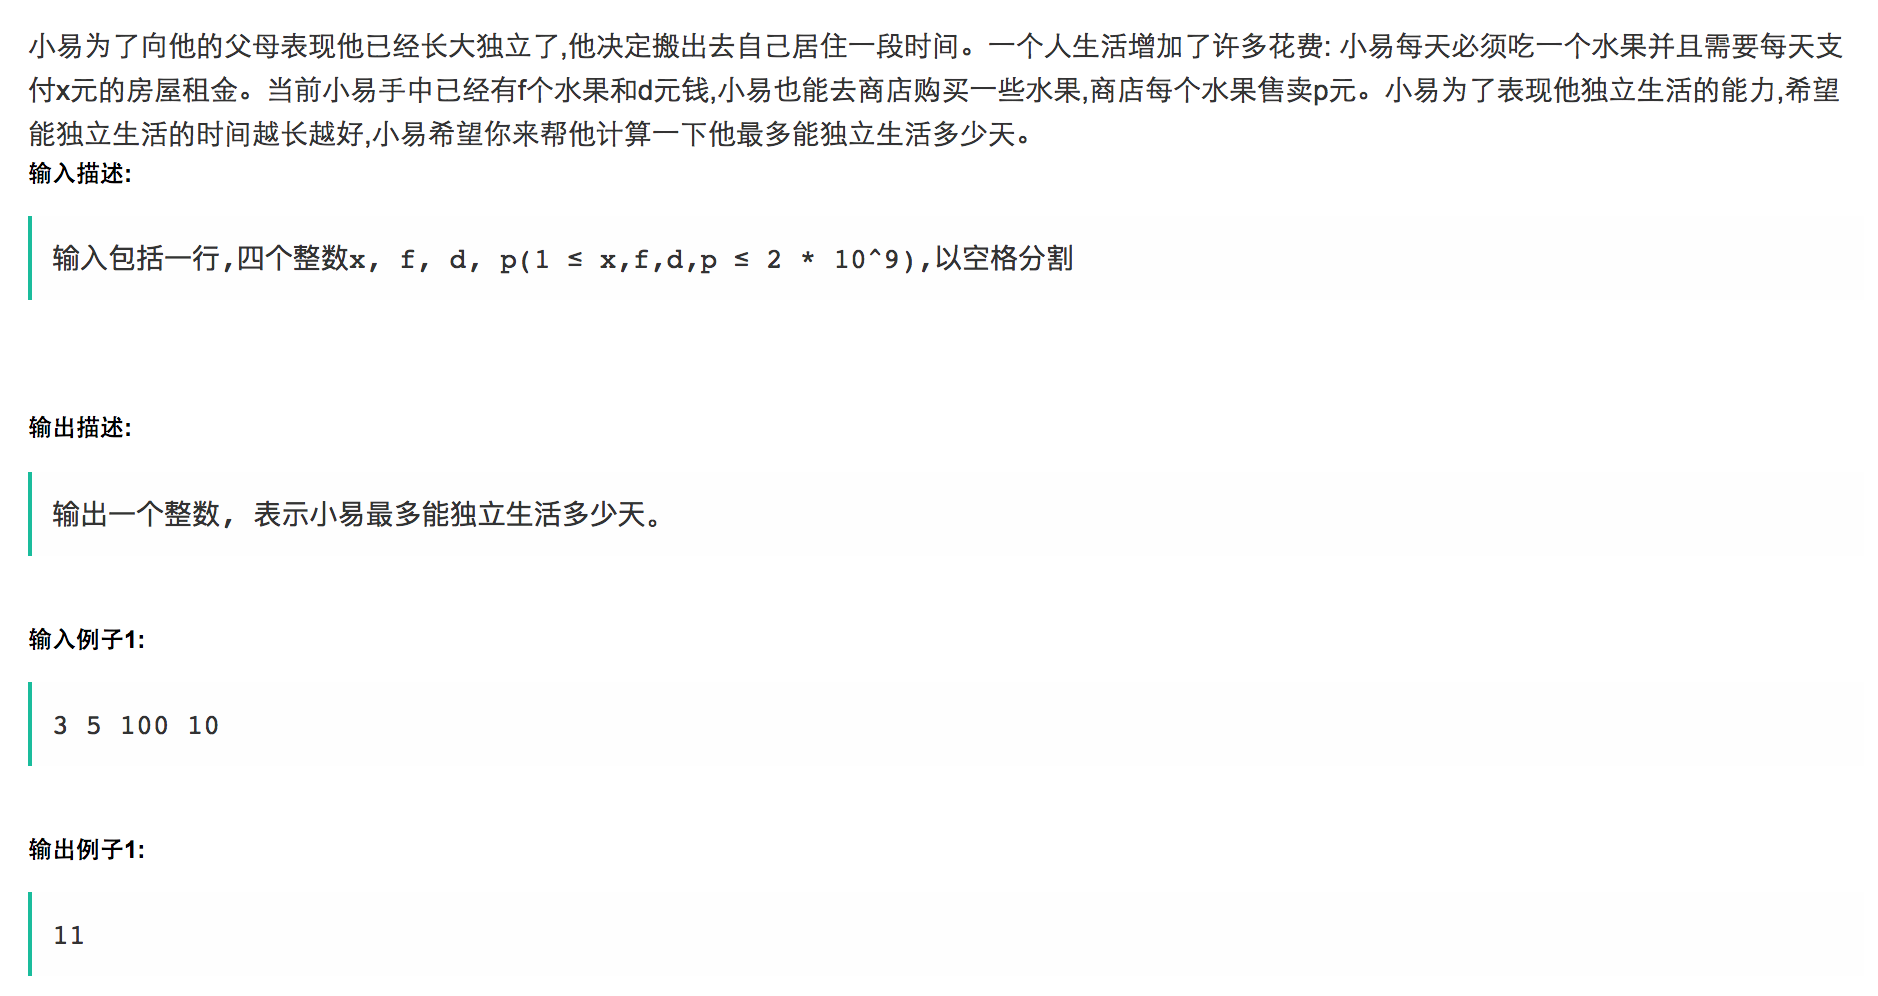 小易为了向他的父母表现他已经长大独立了,他决定搬出去自己居住一段时间。一个人生活增加了许多花费: 小易每天必须吃一个水果并且需要每天支
付x元的房屋租金。当前小易手中已经有f个水果和d元钱,小易也能去商店购买一些水果,商店每个水果售卖p元。小易为了表现他独立生活的能力,希望
能独立生活的时间越长越好,小易希望你来帮他计算一下他最多能独立生活多少天。
输入描述:
输入包括一行,四个整数x, f, d, p(1 ≤ x,f,d,p ≤ 2 * 10^9),以空格分割
输出描述:
输出一个整数, 表示小易最多能独立生活多少天。
输入例子1:
3 5 100 10
输出例子1:
11